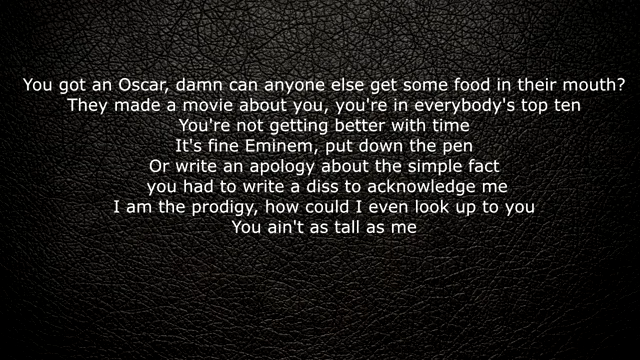 You got an Oscar, damn can anyone else get some food in their mouth?
They made a movie about you, you're in everybody's top ten
You're not getting better with time
It's fine Eminem, put down the pen
Or write an apology about the simple fact
you had to write a diss to acknowledge me
I am the prodigy, how could I even look up to you
You ain't as tall as me